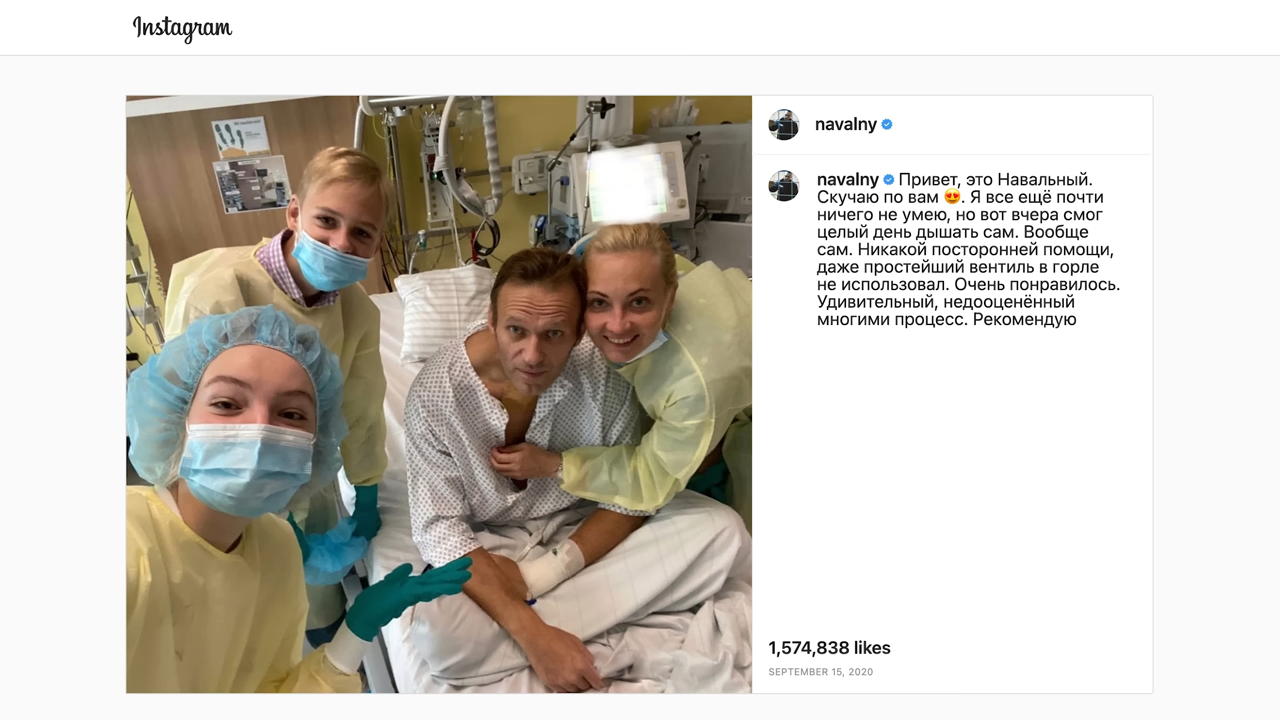 Instagram
navalny
navalny Привет, это Навальный.
Скучаю по вам 😍. Я все ещё почти
ничего не умею, но вот вчера смог
целый день дышать сам. Вообще
сам. Никакой посторонней помощи,
даже простейший вентиль в горле
не использовал. Очень понравилось.
Удивительный, недооценённый
многими процесс. Рекомендую
1,574,838 likes
SEPTEMBER 15, 2020